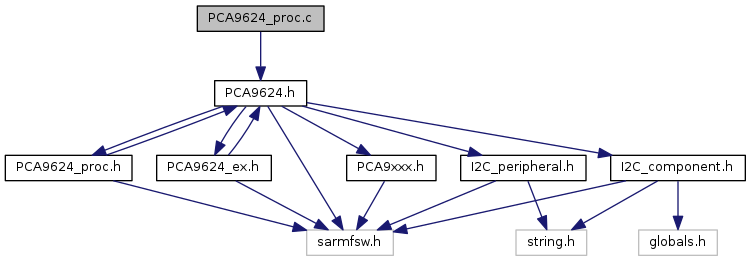 PCA9624_proc.c
PCA9624.h
PCA9624_proc.h
PCA9624_ex.h
PCA9xxx.h
I2C_peripheral.h
I2C_component.h
sarmfsw.h
string.h
globals.h